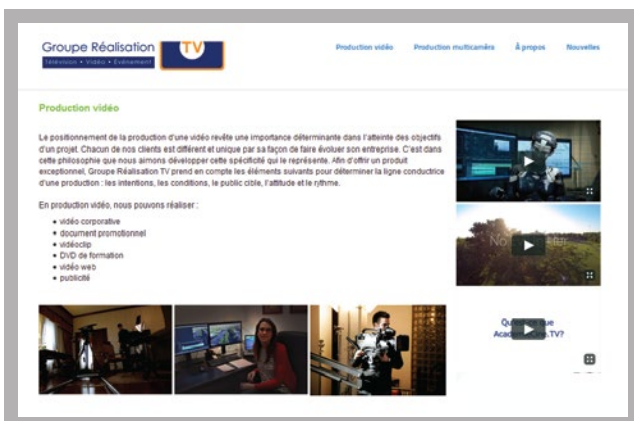 Groupe Réalisation TV
Télévision • Vidéo • Événement
Production vidéo Production multicaméra À propos Nouvelles
Production vidéo
Le positionnement de la production d'une vidéo revête une importance déterminante dans l'atteinte des objectifs
d'un projet. Chacun de nos clients est différent et unique par sa façon de faire évoluer son entreprise. C'est dans
cette philosophie que nous aimons développer cette spécificité qui le représente. Afin d'offrir un produit
exceptionnel, Groupe Réalisation TV prend en compte les éléments suivants pour déterminer la ligne conductrice
d'une production : les intentions, les conditions, le public cible, l'attitude et le rythme.
En production vidéo, nous pouvons réaliser :
• vidéo corporative
• document promotionnel
• vidéoclip
• DVD de formation
• vidéo web
• publicité
Qu'est-ce que